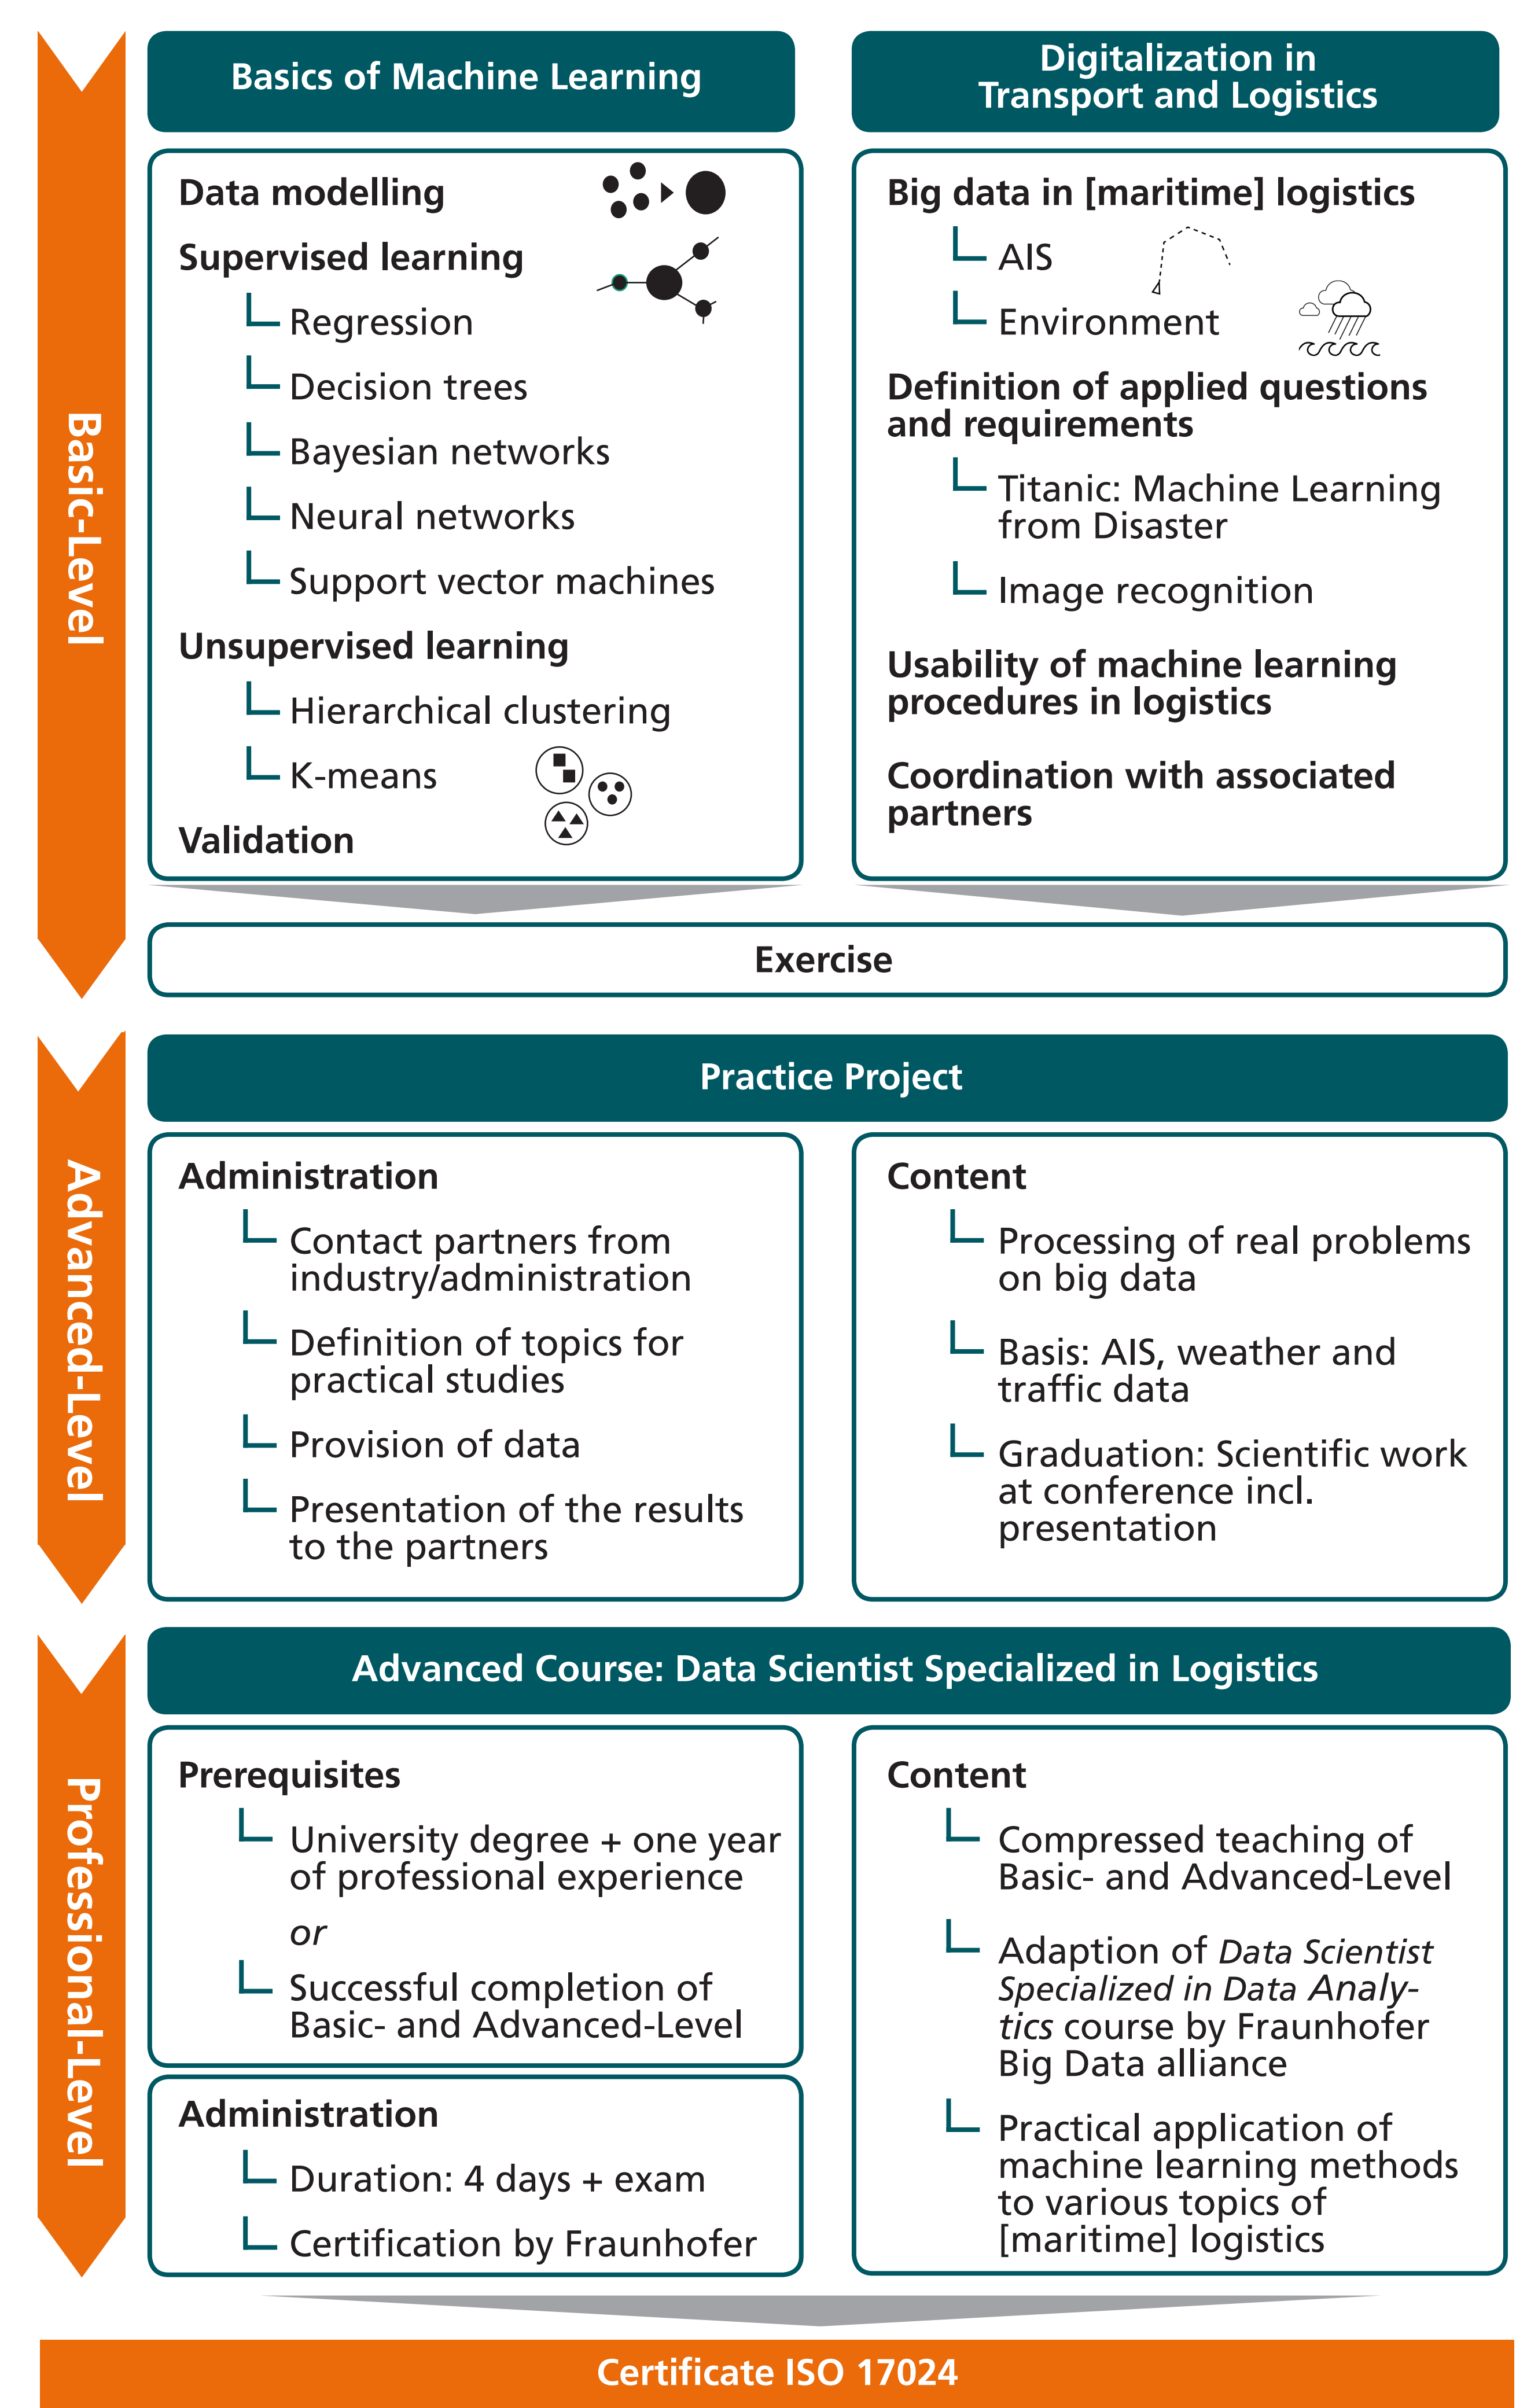 Basic-Level
Basics of Machine Learning
Data modelling
Supervised learning
Regression
Decision trees
Bayesian networks
Neural networks
Support vector machines
Unsupervised learning
Hierarchical clustering
K-means
Validation
Digitalization in
Transport and Logistics
Big data in [maritime] logistics
AIS
Environment
Definition of applied questions
and requirements
Titanic: Machine Learning
from Disaster
Image recognition
Usability of machine learning
procedures in logistics
Coordination with associated
partners
Exercise
Advanced-Level
Practice Project
Administration
Contact partners from
industry/administration
Definition of topics for
practical studies
Provision of data
Presentation of the results
to the partners
Content
Processing of real problems
on big data
Basis: AIS, weather and
traffic data
Graduation: Scientific work
at conference incl.
presentation
Professional-Level
Advanced Course: Data Scientist Specialized in Logistics
Prerequisites
University degree + one year
of professional experience
or
Successful completion of
Basic- and Advanced-Level
Administration
Duration: 4 days + exam
Certification by Fraunhofer
Content
Compressed teaching of
Basic- and Advanced-Level
Adaption of Data Scientist
Specialized in Data Analy-
tics course by Fraunhofer
Big Data alliance
Practical application of
machine learning methods
to various topics of
[maritime] logistics
Certificate ISO 17024